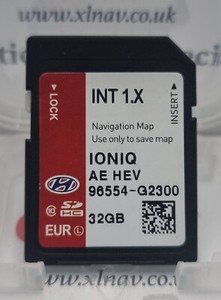 www.xlnav.co.uk
LOCK
INT 1.X
INSERT
Navigation Map
Use only to save map
IONIQ
AE HEV
96554-G2300
32GB
10
SD
HC
EUR L
www.xlnav.co.uk